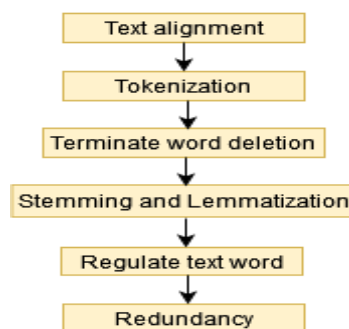 Text alignment
Tokenization
Terminate word deletion
Stemming and Lemmatization
Regulate text word
Redundancy